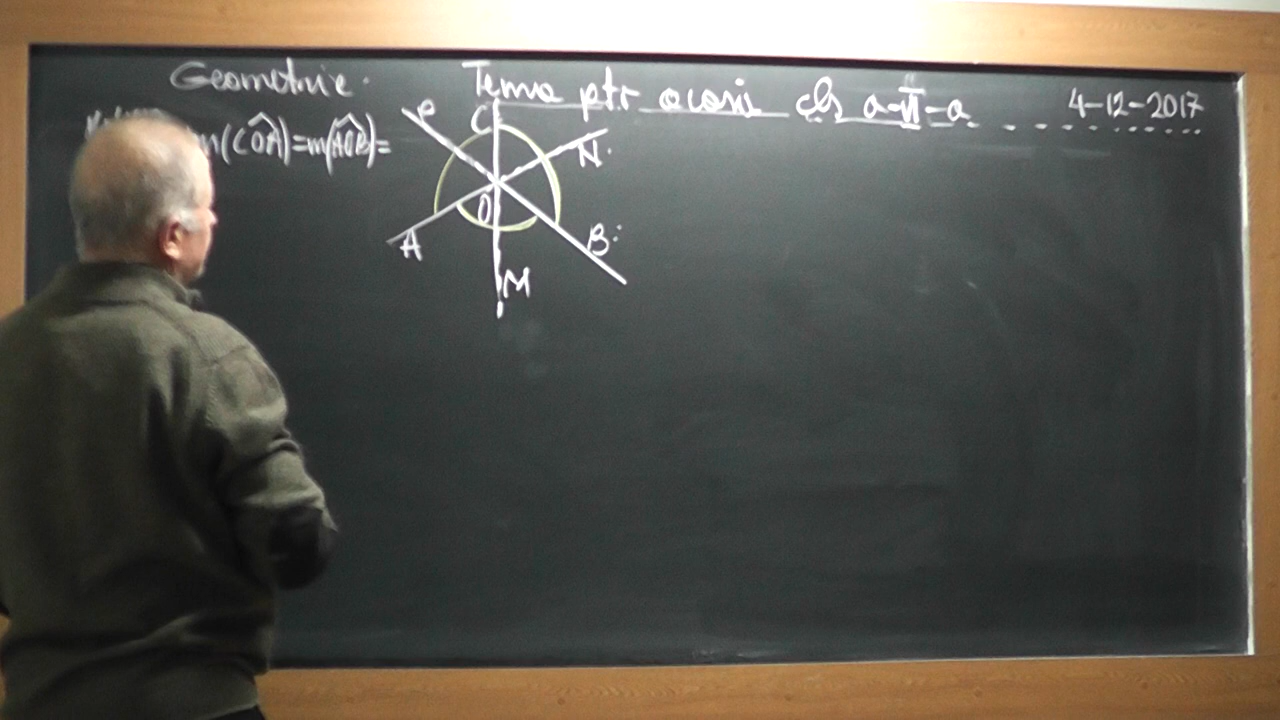 Geometrie.
Tema ptr acasă cls a-VI-a
4-12-2017
m(COA)=m(AOB)=
P
C
N.
O
A
B:
M